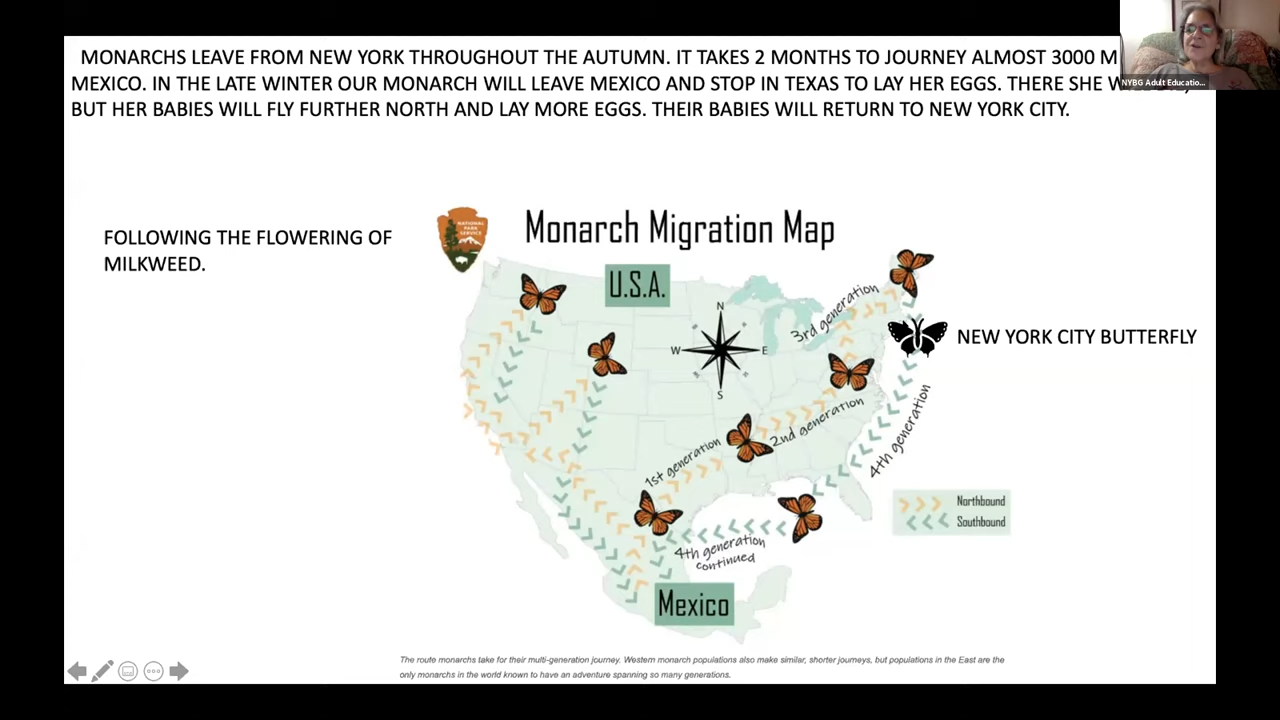 MONARCHS LEAVE FROM NEW YORK THROUGHOUT THE AUTUMN. IT TAKES 2 MONTHS TO JOURNEY ALMOST 3000 M
MEXICO. IN THE LATE WINTER OUR MONARCH WILL LEAVE MEXICO AND STOP IN TEXAS TO LAY HER EGGS. THERE SHE
BUT HER BABIES WILL FLY FURTHER NORTH AND LAY MORE EGGS. THEIR BABIES WILL RETURN TO NEW YORK CITY.
NYBG Adult Educatio...
FOLLOWING THE FLOWERING OF
MILKWEED.
NATIONAL
PARK
SERVICE
Monarch Migration Map
U.S.A.
N
W
E
S
3rd generation
NEW YORK CITY BUTTERFLY
2nd generation
4th generation
1st generation
Northbound
Southbound
4th generation
continued
Mexico
The route monarchs take for their multi-generation journey. Western monarch populations also make similar, shorter journeys, but populations in the East are the
only monarchs in the world known to have an adventure spanning so many generations.